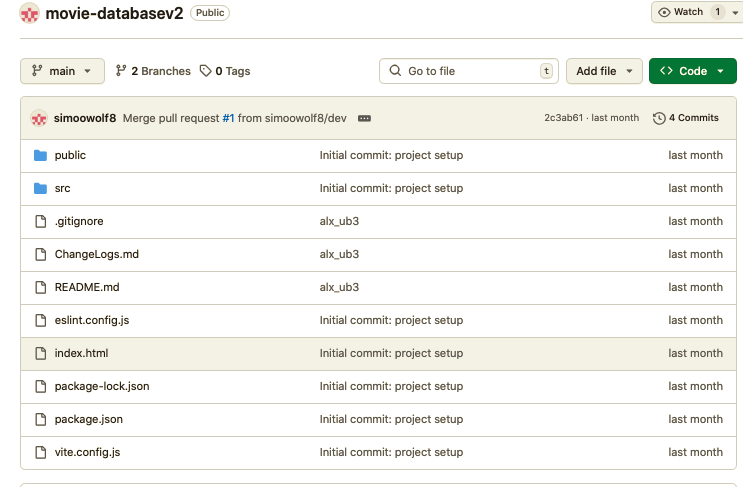 movie-databasev2 Public Watch 1
main 2 Branches 0 Tags Go to file t Add file Code
simoowolf8 Merge pull request #1 from simoowolf8/dev 2c3ab61 · last month 4 Commits
public Initial commit: project setup last month
src Initial commit: project setup last month
.gitignore alx_ub3 last month
ChangeLogs.md alx_ub3 last month
README.md alx_ub3 last month
eslint.config.js Initial commit: project setup last month
index.html Initial commit: project setup last month
package-lock.json Initial commit: project setup last month
package.json Initial commit: project setup last month
vite.config.js Initial commit: project setup last month